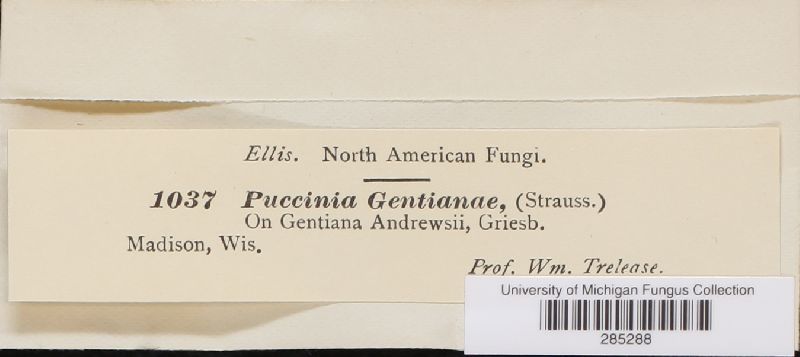 Ellis. North American Fungi.
1037 Puccinia Gentianae, (Strauss.)
On Gentiana Andrewsii, Griesb.
Madison, Wis.
Prof. Wm. Trelease.
University of Michigan Fungus Collection
285288